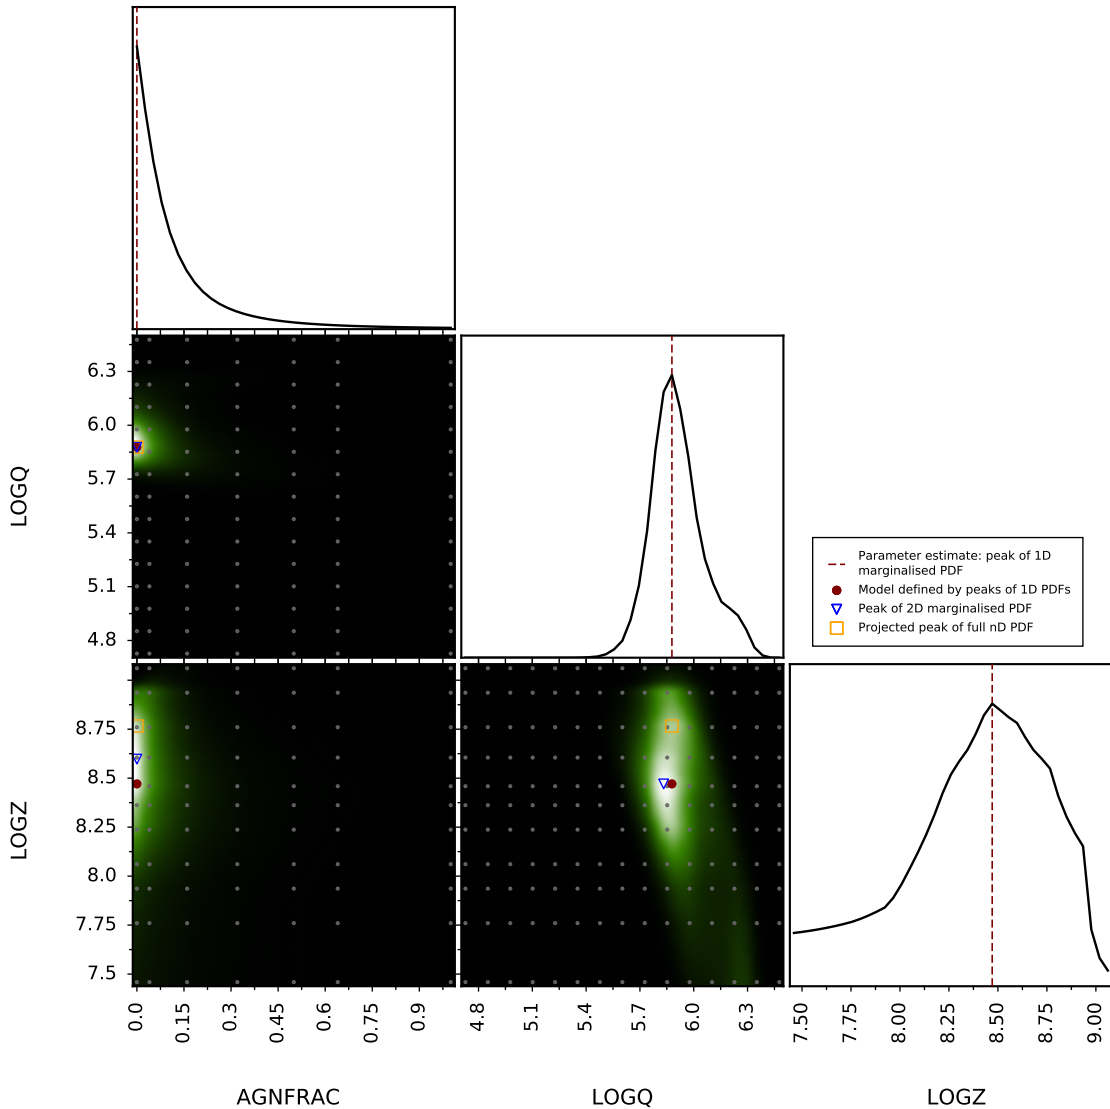 6.3
6.0
5.7
5.4
5.1
4.8
LOGQ
Parameter estimate: peak of 1D
marginalised PDF
Model defined by peaks of 1D PDFs
Peak of 2D marginalised PDF
Projected peak of full nD PDF
8.75
8.5
8.25
8.0
7.75
7.5
LOGZ
0.0 0.15 0.3 0.45 0.6 0.75 0.9
4.8 5.1 5.4 5.7 6.0 6.3
7.50 7.75 8.00 8.25 8.50 8.75 9.00
AGNFRAC LOGQ LOGZ